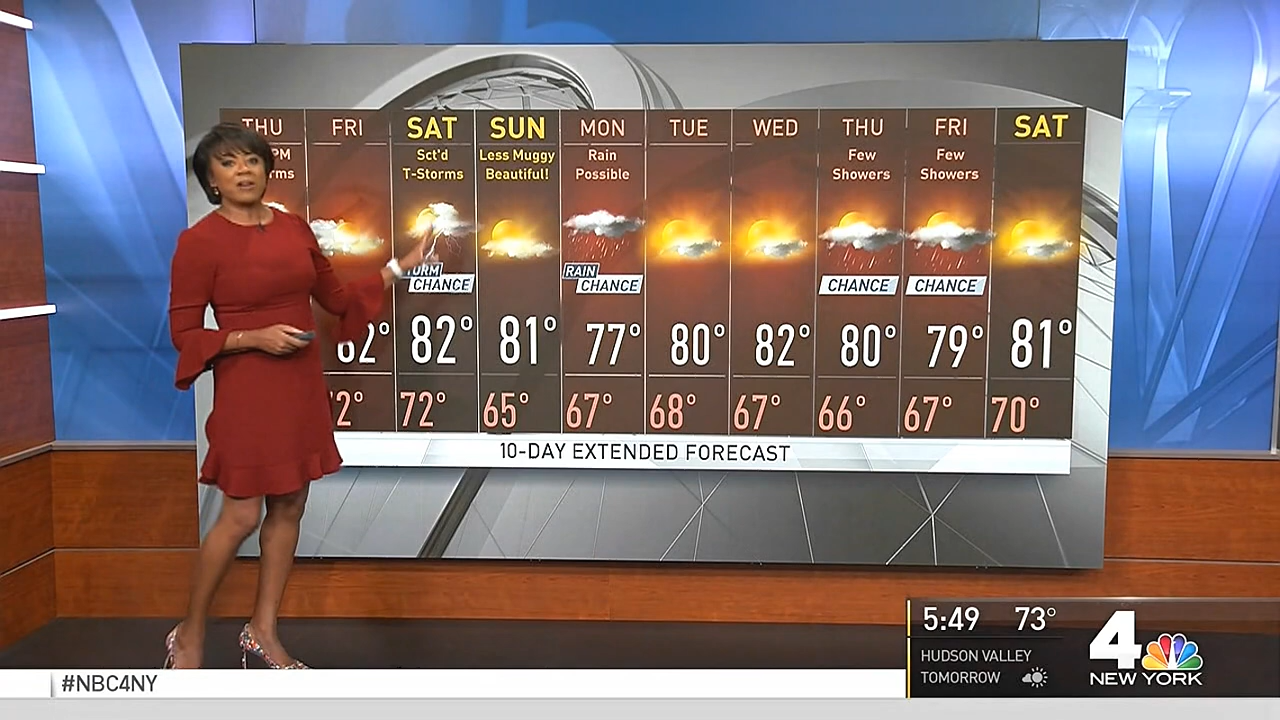 THU FRI SAT SUN MON TUE WED THU FRI SAT
PM Sct'd Less Muggy Rain Few Few
T-Storms Beautiful! Possible Showers Showers
RAIN
CHANCE CHANCE CHANCE CHANCE
82° 81° 77° 80° 82° 80° 79° 81°
72° 65° 67° 68° 67° 66° 67° 70°
10-DAY EXTENDED FORECAST
5:49 73°
HUDSON VALLEY
TOMORROW
4
NEW YORK
#NBC4NY